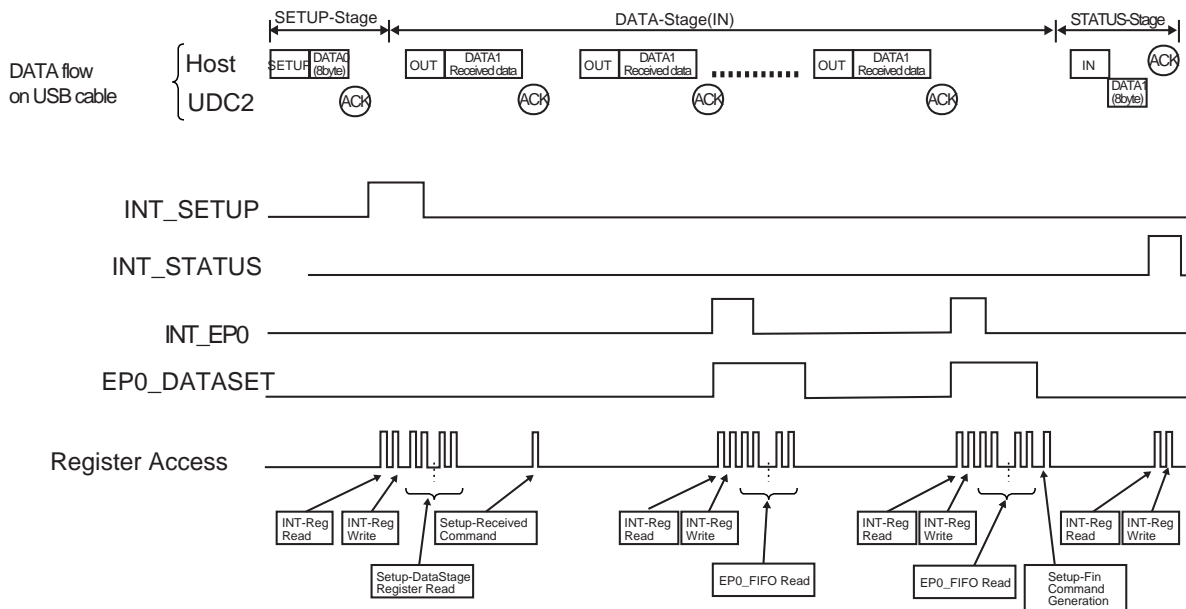 SETUP-Stage
DATA-Stage(IN)
STATUS-Stage
DATA flow
on USB cable
Host
UDC2
SETUP
DATA0
(8byte)
ACK
OUT
DATA1
Received data
ACK
OUT
DATA1
Received data
ACK
OUT
DATA1
Received data
ACK
IN
DATA1
(8byte)
ACK
INT_SETUP
INT_STATUS
INT_EP0
EP0_DATASET
Register Access
INT-Reg
Read
INT-Reg
Write
Setup-DataStage
Register Read
Setup-Received
Command
INT-Reg
Read
INT-Reg
Write
EP0_FIFO Read
INT-Reg
Read
INT-Reg
Write
EP0_FIFO Read
Setup-Fin
Command
Generation
INT-Reg
Read
INT-Reg
Write